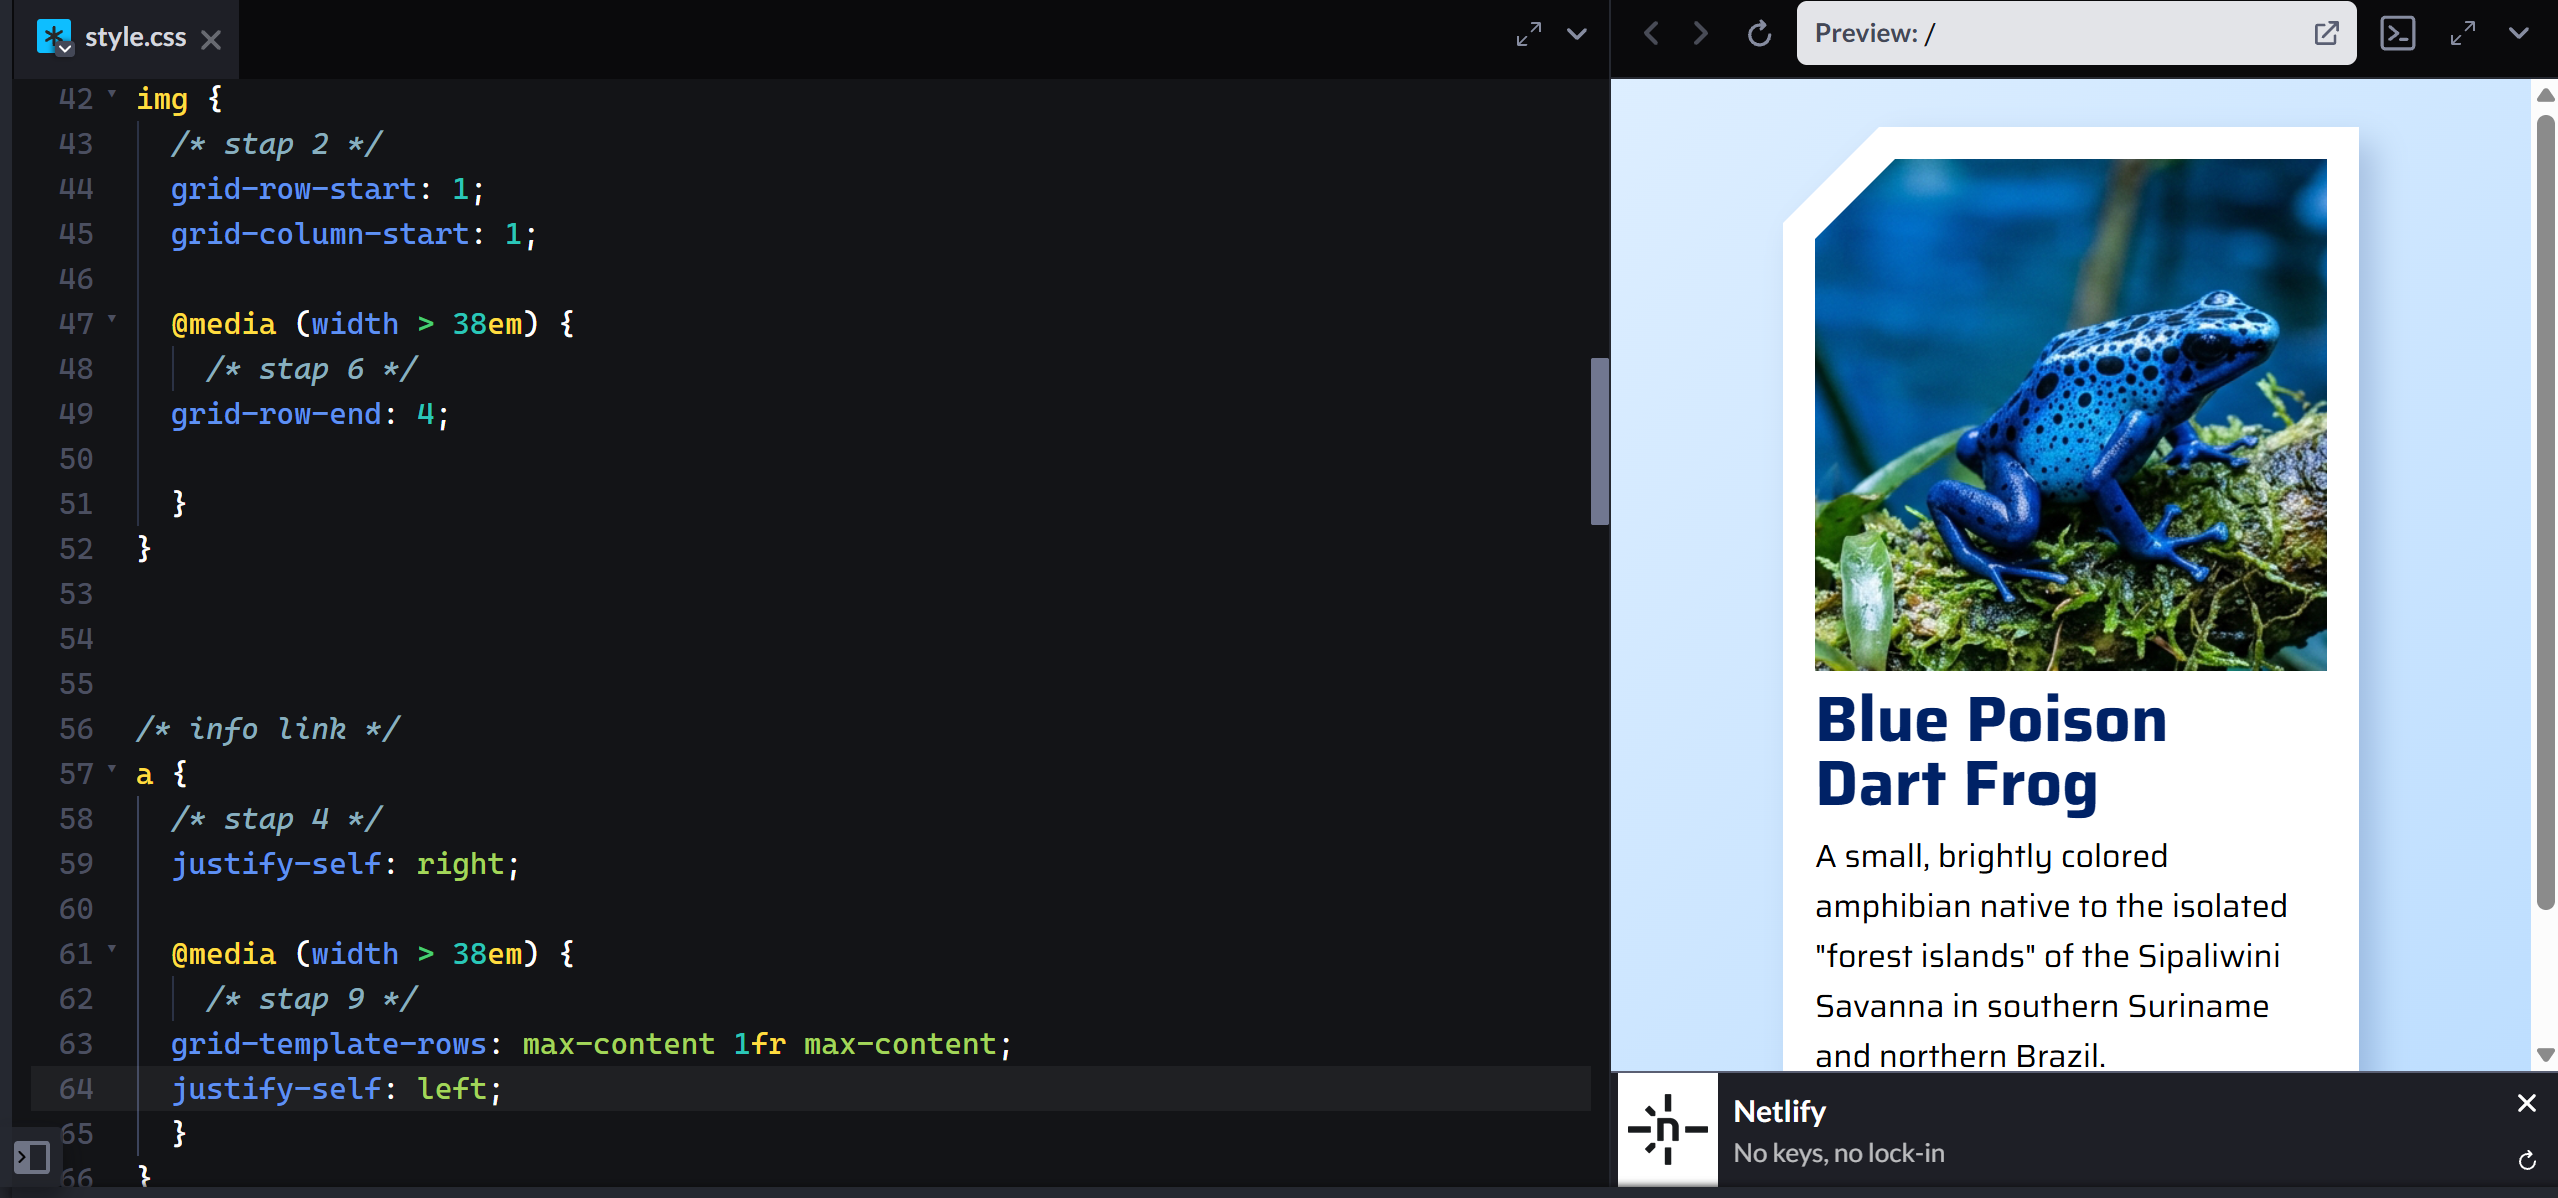 style.css
Preview: /
42 img {
43 /* stap 2 */
44 grid-row-start: 1;
45 grid-column-start: 1;
46
47 @media (width > 38em) {
48 /* stap 6 */
49 grid-row-end: 4;
50
51 }
52 }
53
54
55
56 /* info link */
57 a {
58 /* stap 4 */
59 justify-self: right;
60
61 @media (width > 38em) {
62 /* stap 9 */
63 grid-template-rows: max-content 1fr max-content;
64 justify-self: left;
65 }
66 }
Blue Poison
Dart Frog
A small, brightly colored
amphibian native to the isolated
"forest islands" of the Sipaliwini
Savanna in southern Suriname
and northern Brazil.
Netlify
No keys, no lock-in